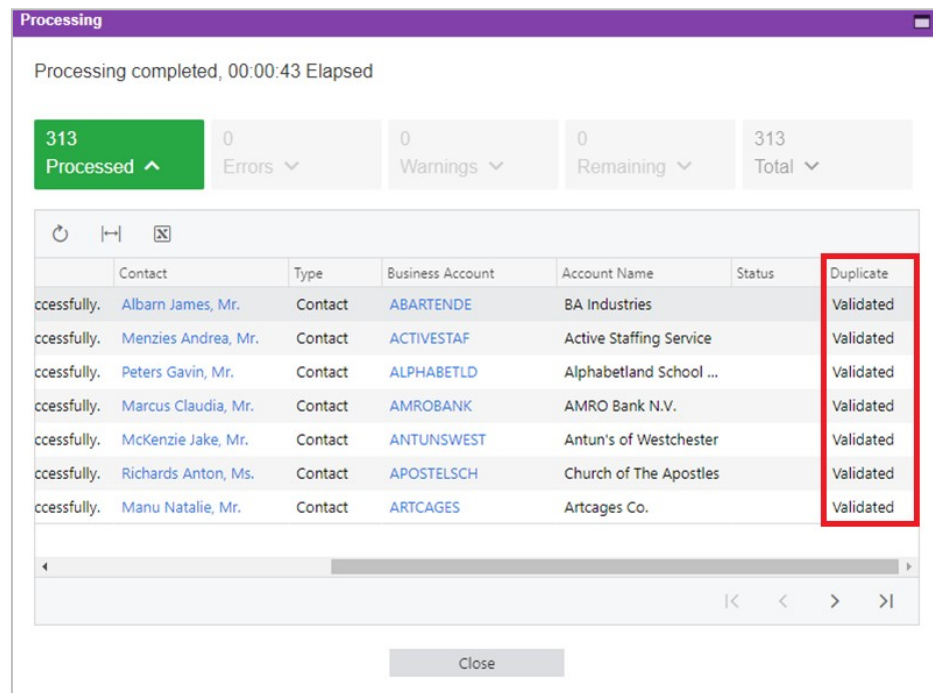 Processing
Processing completed, 00:00:43 Elapsed
313 0 0 0 313
Processed Errors Warnings Remaining Total
Contact Type Business Account Account Name Status Duplicate
ccessfully. Albarn James, Mr. Contact ABARTENDE BA Industries Validated
ccessfully. Menzies Andrea, Mr. Contact ACTIVESTAF Active Staffing Service Validated
ccessfully. Peters Gavin, Mr. Contact ALPHABETLD Alphabetland School ... Validated
ccessfully. Marcus Claudia, Mr. Contact AMROBANK AMRO Bank N.V. Validated
ccessfully. McKenzie Jake, Mr. Contact ANTUNSWEST Antun's of Westchester Validated
ccessfully. Richards Anton, Ms. Contact APOSTELSCH Church of The Apostles Validated
ccessfully. Manu Natalie, Mr. Contact ARTCAGES Artcages Co. Validated
Close